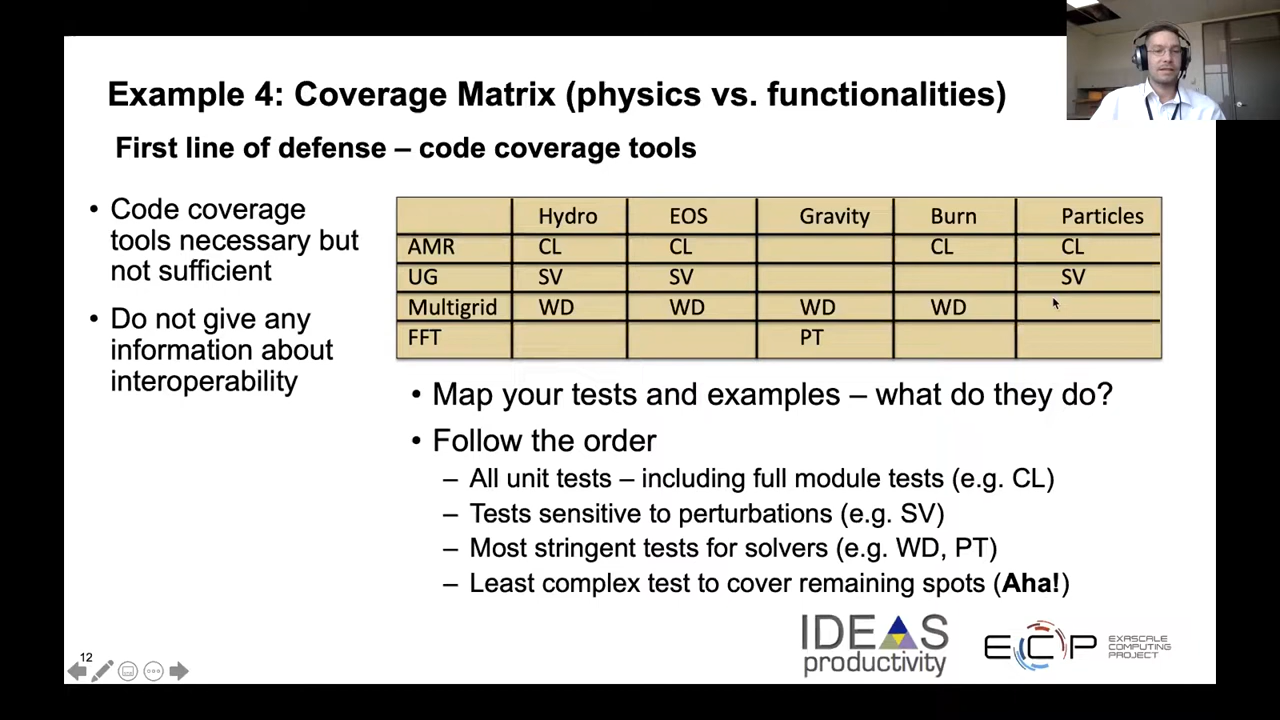 Example 4: Coverage Matrix (physics vs. functionalities)
First line of defense – code coverage tools
• Code coverage
tools necessary but
not sufficient
• Do not give any
information about
interoperability
Hydro EOS Gravity Burn Particles
AMR CL CL CL CL
UG SV SV SV
Multigrid WD WD WD WD
FFT PT
• Map your tests and examples – what do they do?
• Follow the order
– All unit tests – including full module tests (e.g. CL)
– Tests sensitive to perturbations (e.g. SV)
– Most stringent tests for solvers (e.g. WD, PT)
– Least complex test to cover remaining spots (Aha!)
IDEAS
productivity
ECP
EXASCALE
COMPUTING
PROJECT
12